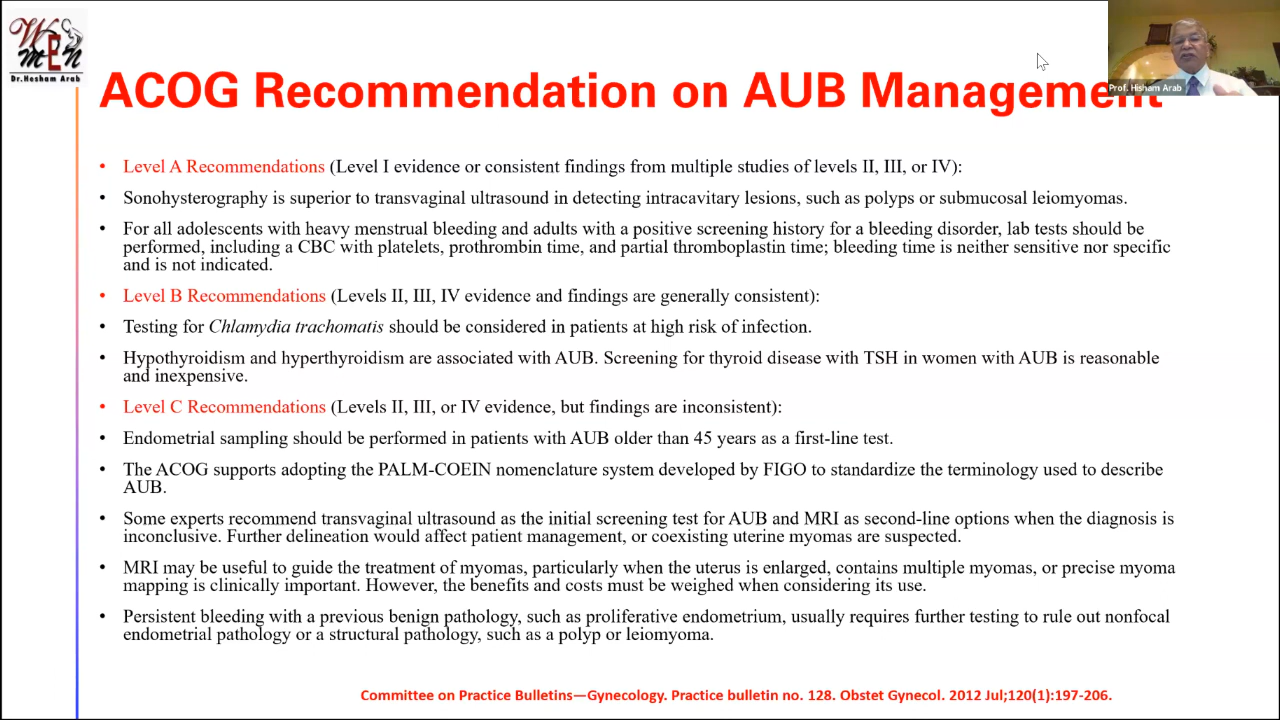 WOmEn
Dr.Hesham Arab
Prof. Hisham Arab
ACOG Recommendation on AUB Management
• Level A Recommendations (Level I evidence or consistent findings from multiple studies of levels II, III, or IV):
• Sonohysterography is superior to transvaginal ultrasound in detecting intracavitary lesions, such as polyps or submucosal leiomyomas.
• For all adolescents with heavy menstrual bleeding and adults with a positive screening history for a bleeding disorder, lab tests should be
performed, including a CBC with platelets, prothrombin time, and partial thromboplastin time; bleeding time is neither sensitive nor specific
and is not indicated.
• Level B Recommendations (Levels II, III, IV evidence and findings are generally consistent):
• Testing for Chlamydia trachomatis should be considered in patients at high risk of infection.
• Hypothyroidism and hyperthyroidism are associated with AUB. Screening for thyroid disease with TSH in women with AUB is reasonable
and inexpensive.
• Level C Recommendations (Levels II, III, or IV evidence, but findings are inconsistent):
• Endometrial sampling should be performed in patients with AUB older than 45 years as a first-line test.
• The ACOG supports adopting the PALM-COEIN nomenclature system developed by FIGO to standardize the terminology used to describe
AUB.
• Some experts recommend transvaginal ultrasound as the initial screening test for AUB and MRI as second-line options when the diagnosis is
inconclusive. Further delineation would affect patient management, or coexisting uterine myomas are suspected.
• MRI may be useful to guide the treatment of myomas, particularly when the uterus is enlarged, contains multiple myomas, or precise myoma
mapping is clinically important. However, the benefits and costs must be weighed when considering its use.
• Persistent bleeding with a previous benign pathology, such as proliferative endometrium, usually requires further testing to rule out nonfocal
endometrial pathology or a structural pathology, such as a polyp or leiomyoma.
Committee on Practice Bulletins—Gynecology. Practice bulletin no. 128. Obstet Gynecol. 2012 Jul;120(1):197-206.